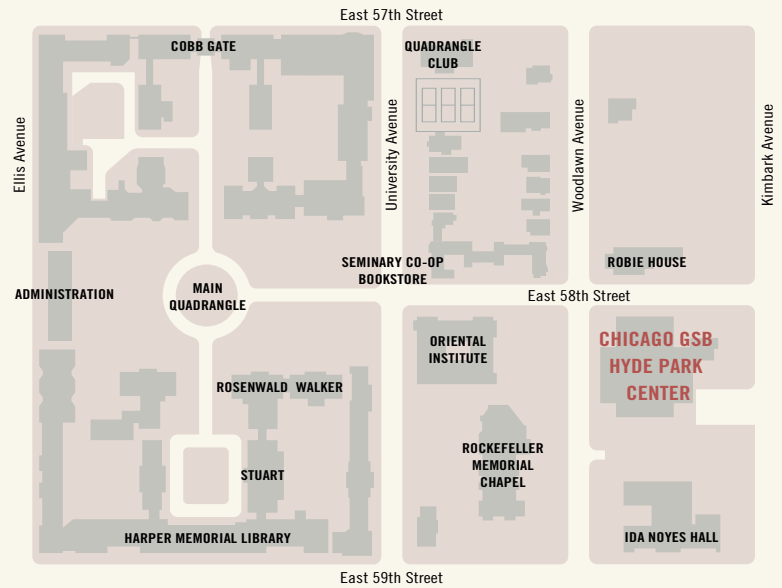 East 57th Street
COBB GATE
QUADRANGLE
CLUB
Ellis Avenue
University Avenue
Woodlawn Avenue
Kimbark Avenue
SEMINARY CO-OP
BOOKSTORE
ROBIE HOUSE
ADMINISTRATION
MAIN
QUADRANGLE
East 58th Street
ORIENTAL
INSTITUTE
CHICAGO GSB
HYDE PARK
CENTER
ROSENWALD
WALKER
STUART
ROCKEFELLER
MEMORIAL
CHAPEL
HARPER MEMORIAL LIBRARY
IDA NOYES HALL
East 59th Street